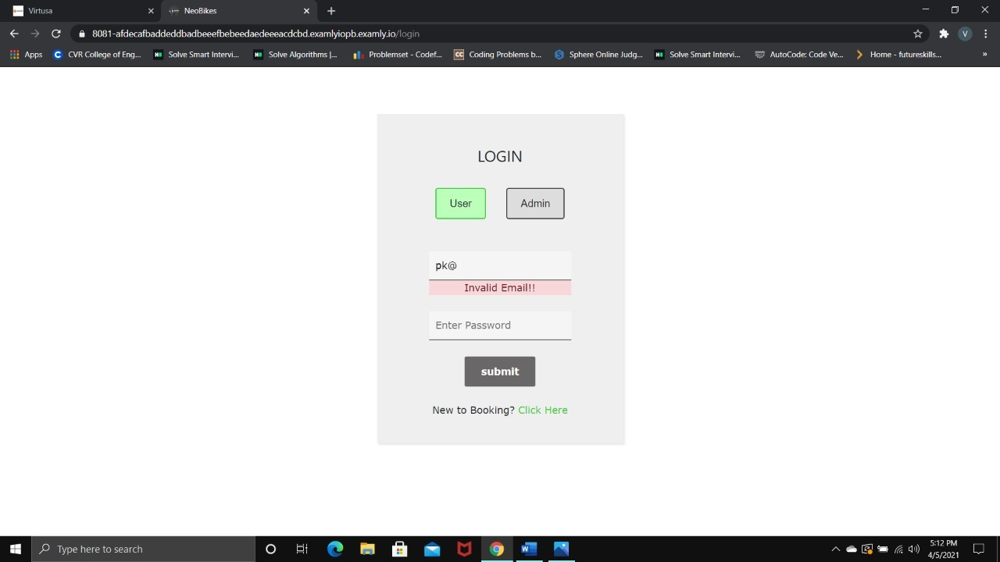 Virtusa
NeoBikes
8081-afdecafbaddeddbadbeeefbebeedaedeeeacdcbd.examlyiopb.examly.io/login
V
Apps
CVR College of Eng...
Solve Smart Intervi...
Solve Algorithms |...
Problemset - Codef...
Coding Problems b...
Sphere Online Judg...
Solve Smart Intervi...
AutoCode: Code Ve...
Home - futureskills...
»
LOGIN
User
Admin
pk@
Invalid Email!!
Enter Password
submit
New to Booking? Click Here
Type here to search
5:12 PM
4/5/2021